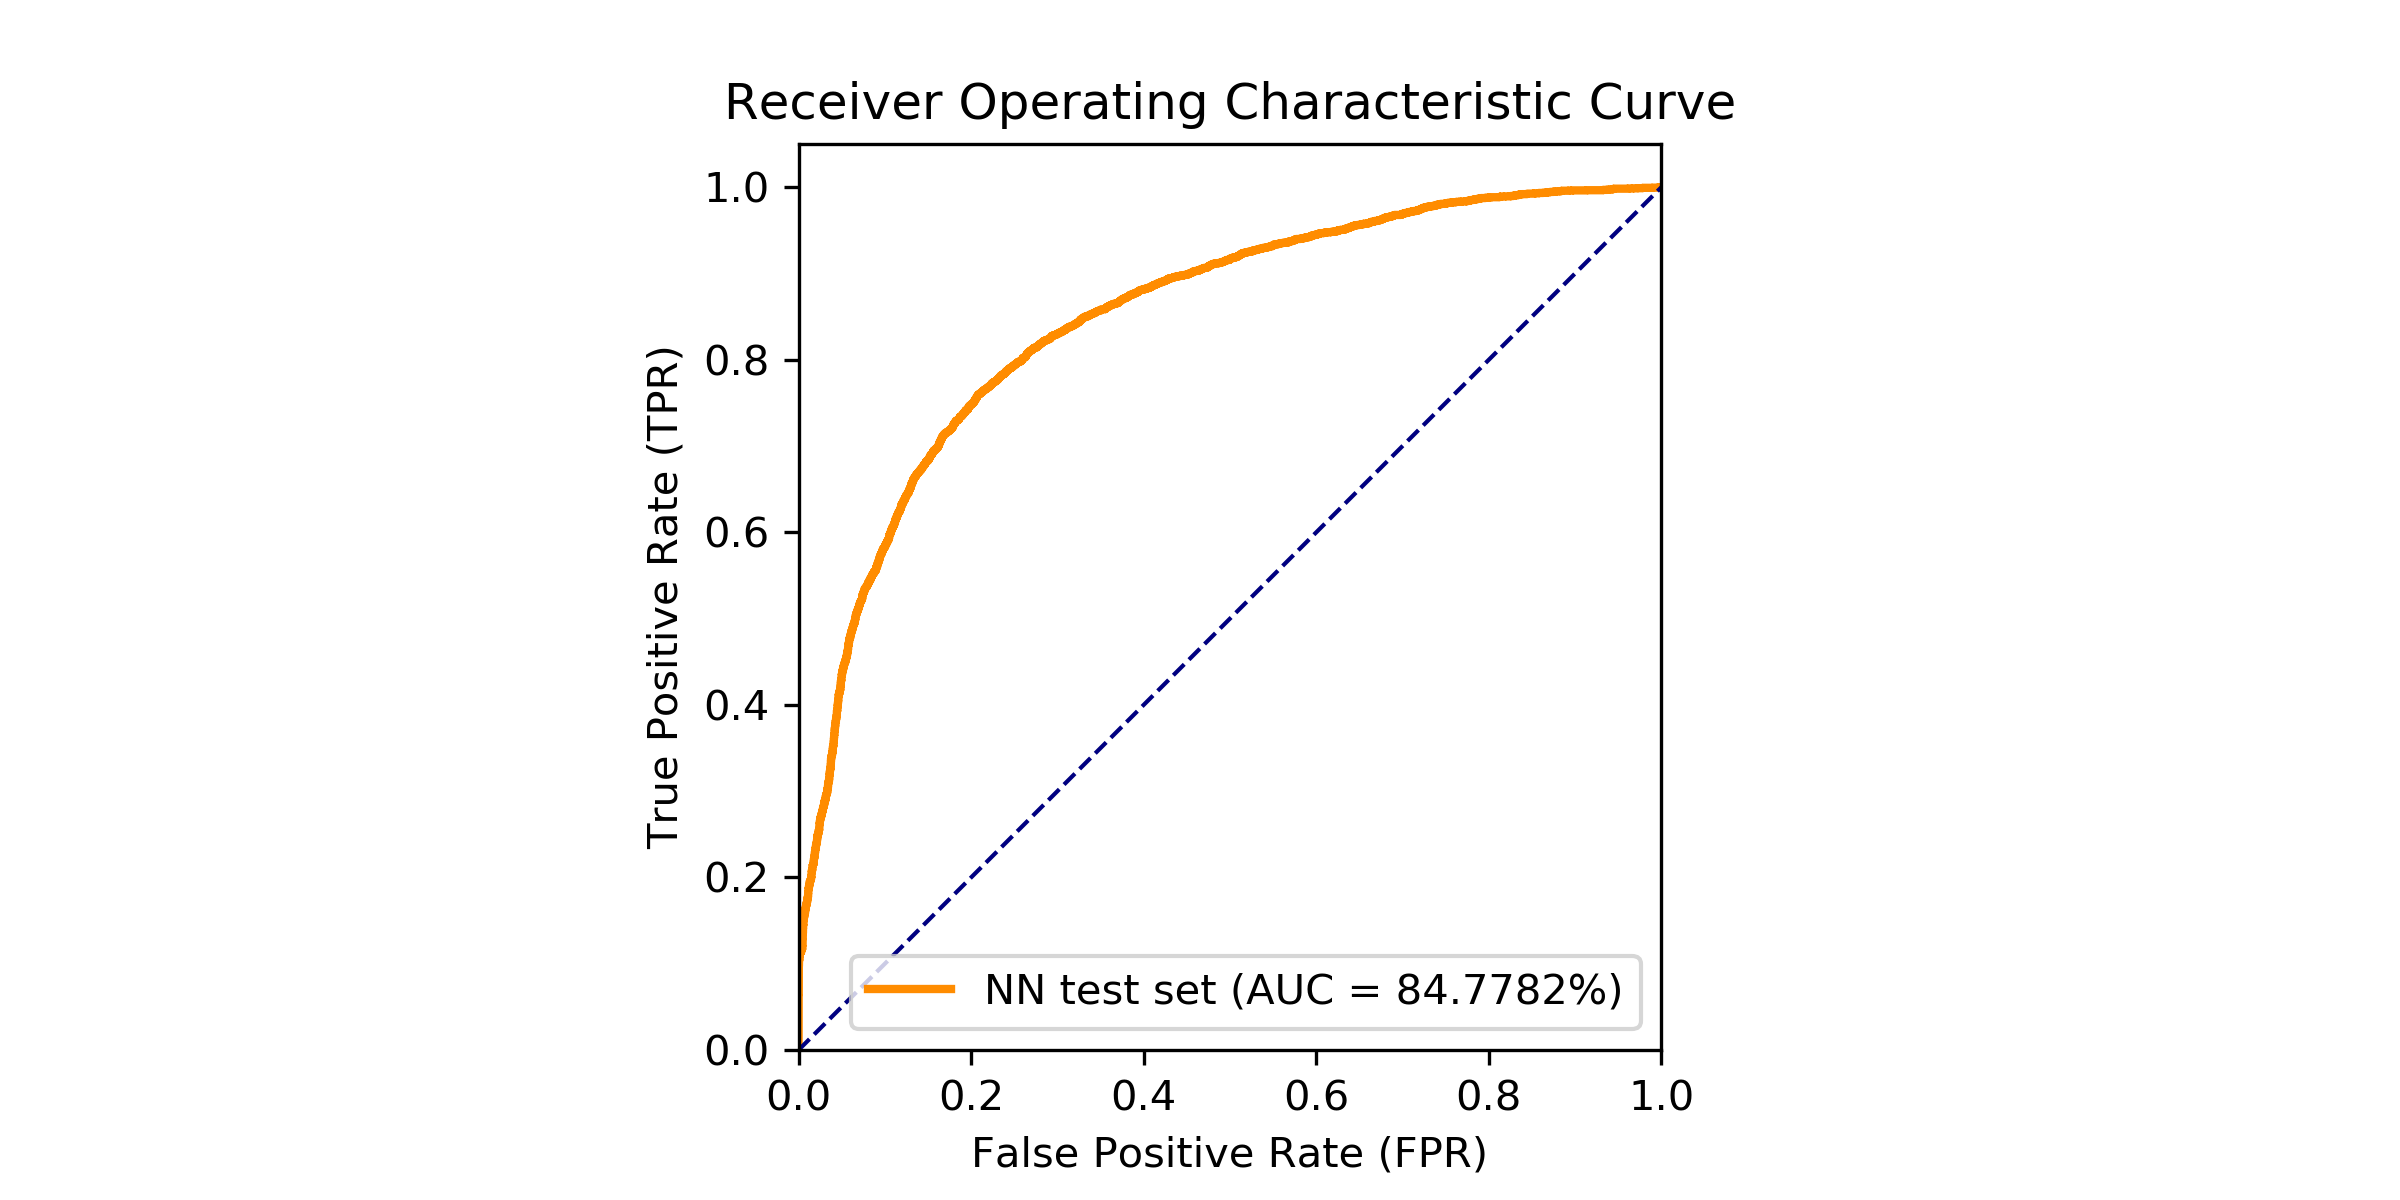 Receiver Operating Characteristic Curve
True Positive Rate (TPR)
1.0
0.8
0.6
0.4
0.2
0.0
NN test set (AUC = 84.7782%)
0.0 0.2 0.4 0.6 0.8 1.0
False Positive Rate (FPR)